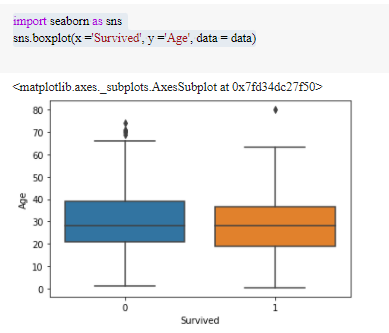 import seaborn as sns
sns.boxplot(x ='Survived', y ='Age', data = data)
<matplotlib.axes._subplots.AxesSubplot at 0x7fd34dc27f50>
80
70
60
50
40
30
20
10
0
Age
0 1
Survived